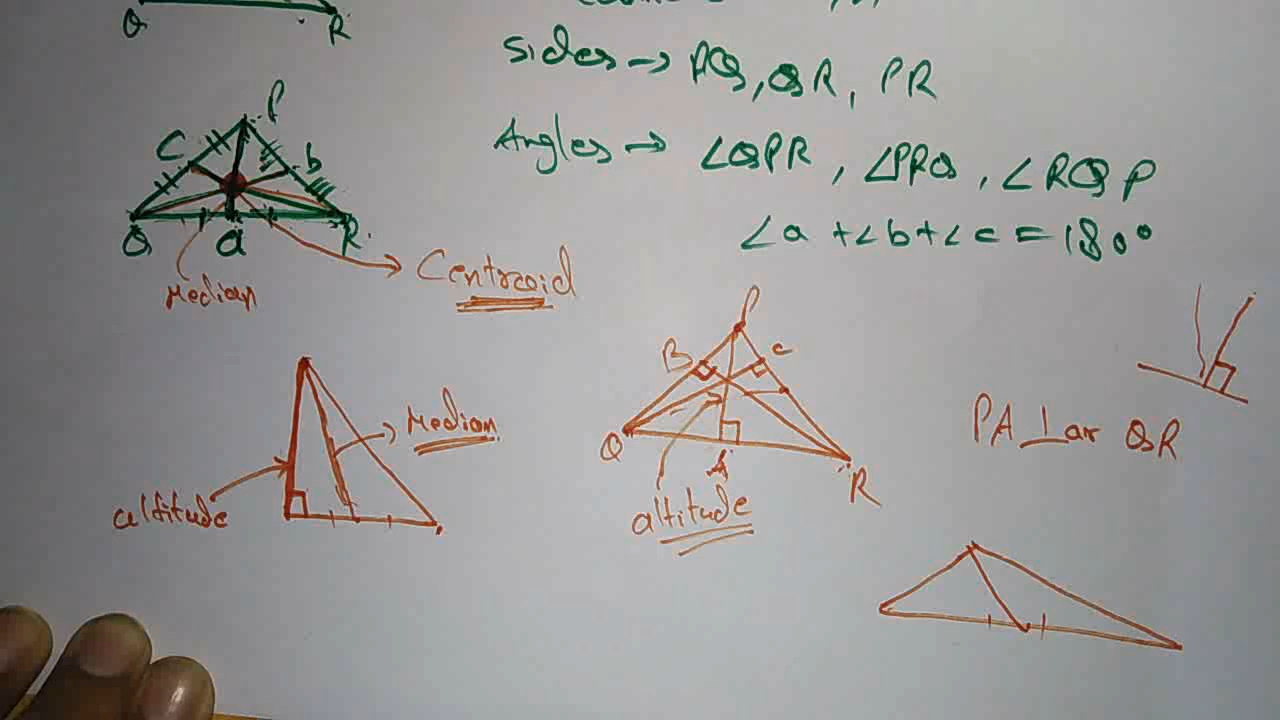 Q R
Sides → PQ, QR, PR
Angles → ∠QPR, ∠PRQ, ∠RQP
∠a + ∠b + ∠c = 180°
P
C b
Q a R
Median
Centroid
P
B C
Q A R
altitude
Median
altitude
PA ⊥ar QR